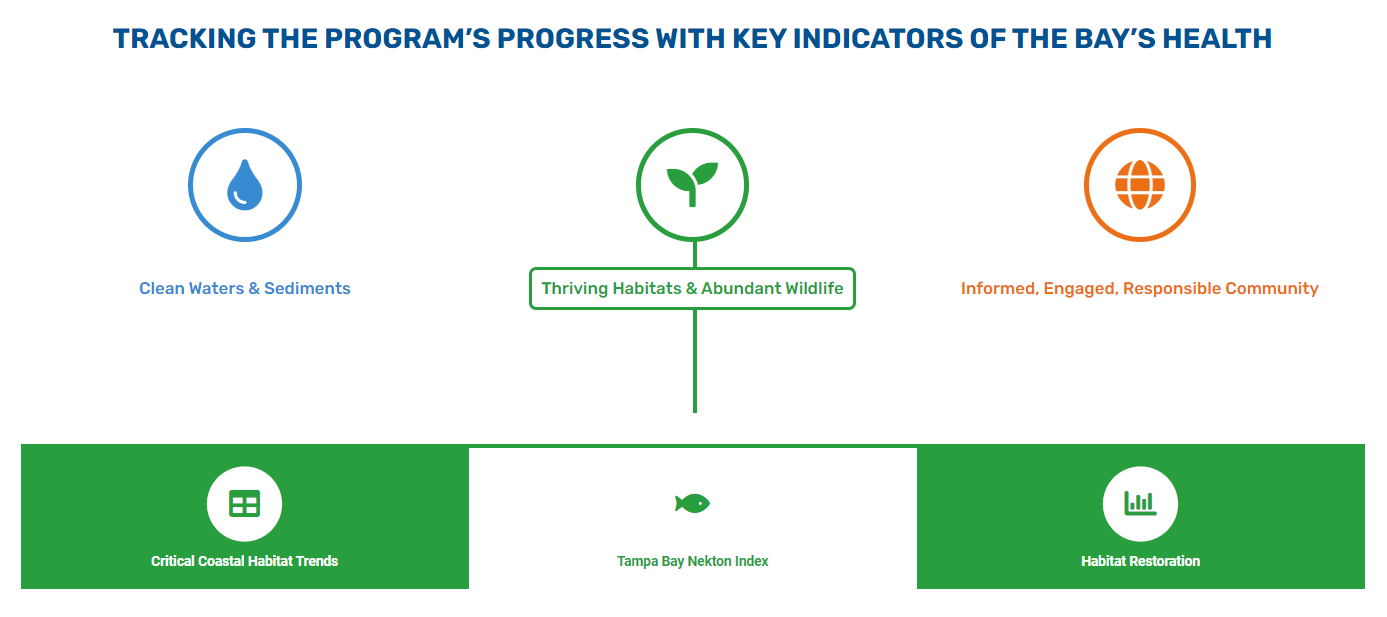 TRACKING THE PROGRAM’S PROGRESS WITH KEY INDICATORS OF THE BAY’S HEALTH
Clean Waters & Sediments
Thriving Habitats & Abundant Wildlife
Informed, Engaged, Responsible Community
Critical Coastal Habitat Trends
Tampa Bay Nekton Index
Habitat Restoration